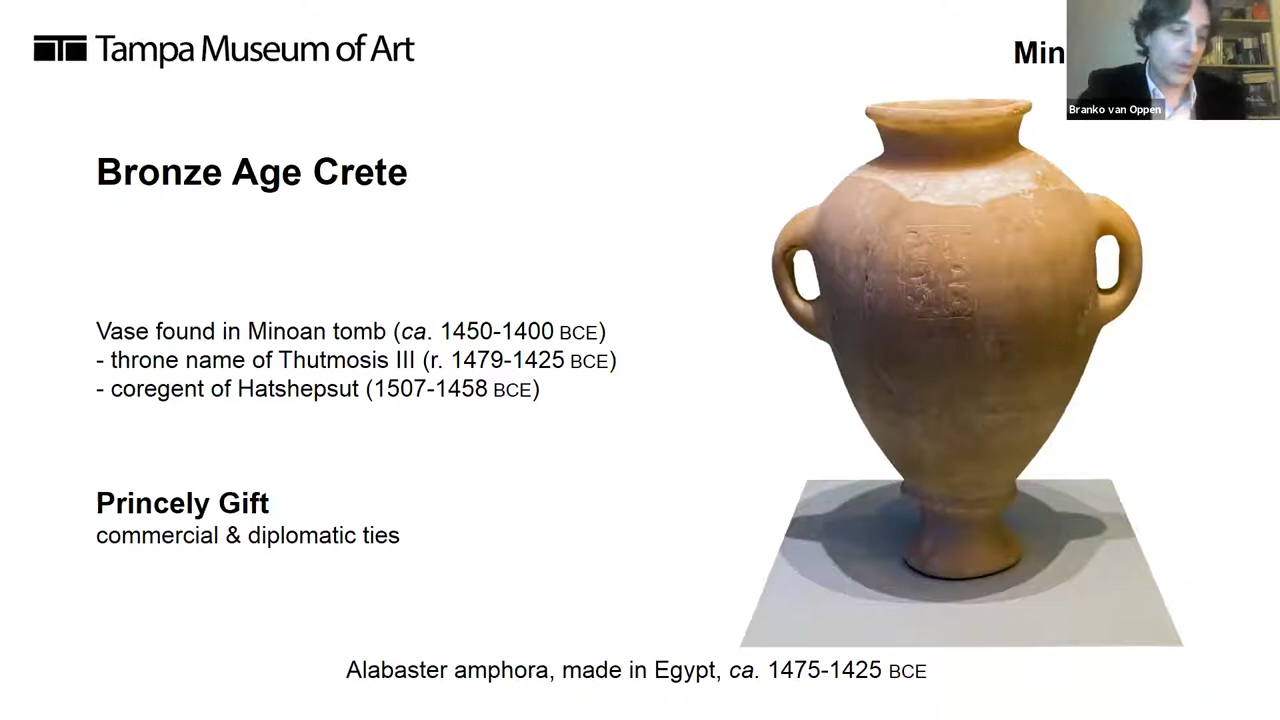 Tampa Museum of Art
Min
Branko van Oppen
Bronze Age Crete
Vase found in Minoan tomb (ca. 1450-1400 BCE)
- throne name of Thutmosis III (r. 1479-1425 BCE)
- coregent of Hatshepsut (1507-1458 BCE)
Princely Gift
commercial & diplomatic ties
Alabaster amphora, made in Egypt, ca. 1475-1425 BCE